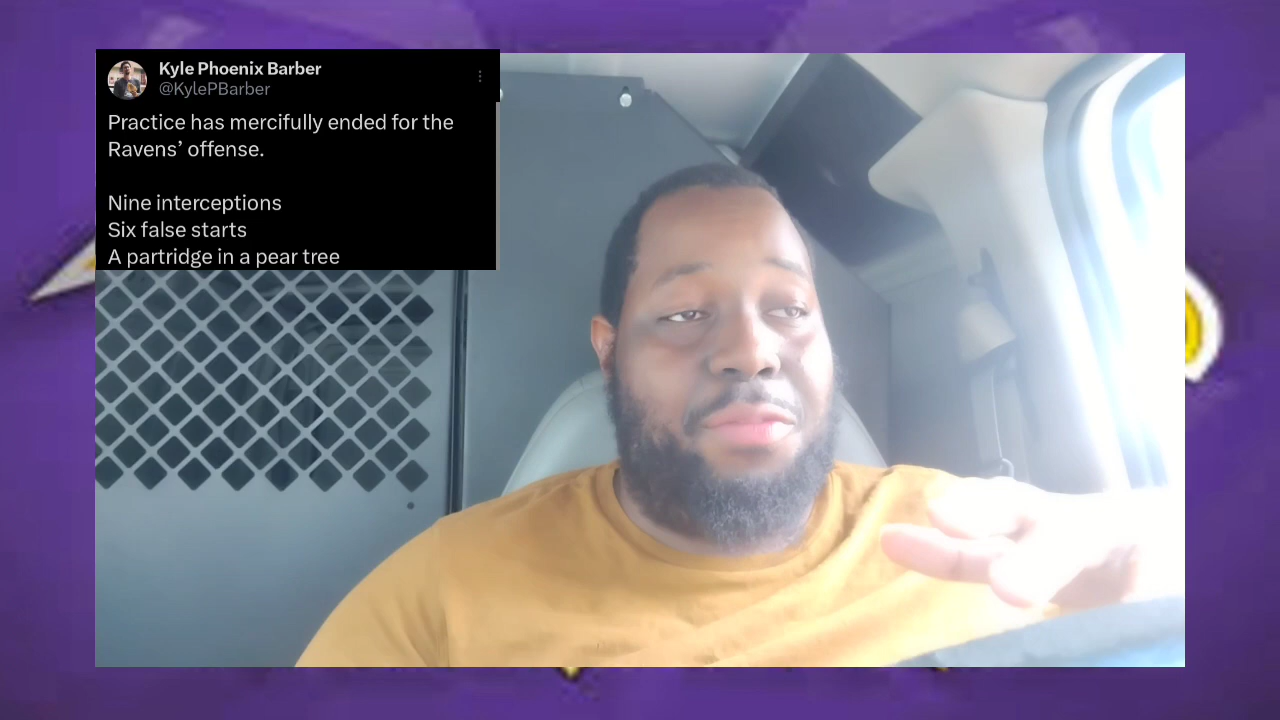 Kyle Phoenix Barber
@KylePBarber
Practice has mercifully ended for the
Ravens’ offense.
Nine interceptions
Six false starts
A partridge in a pear tree